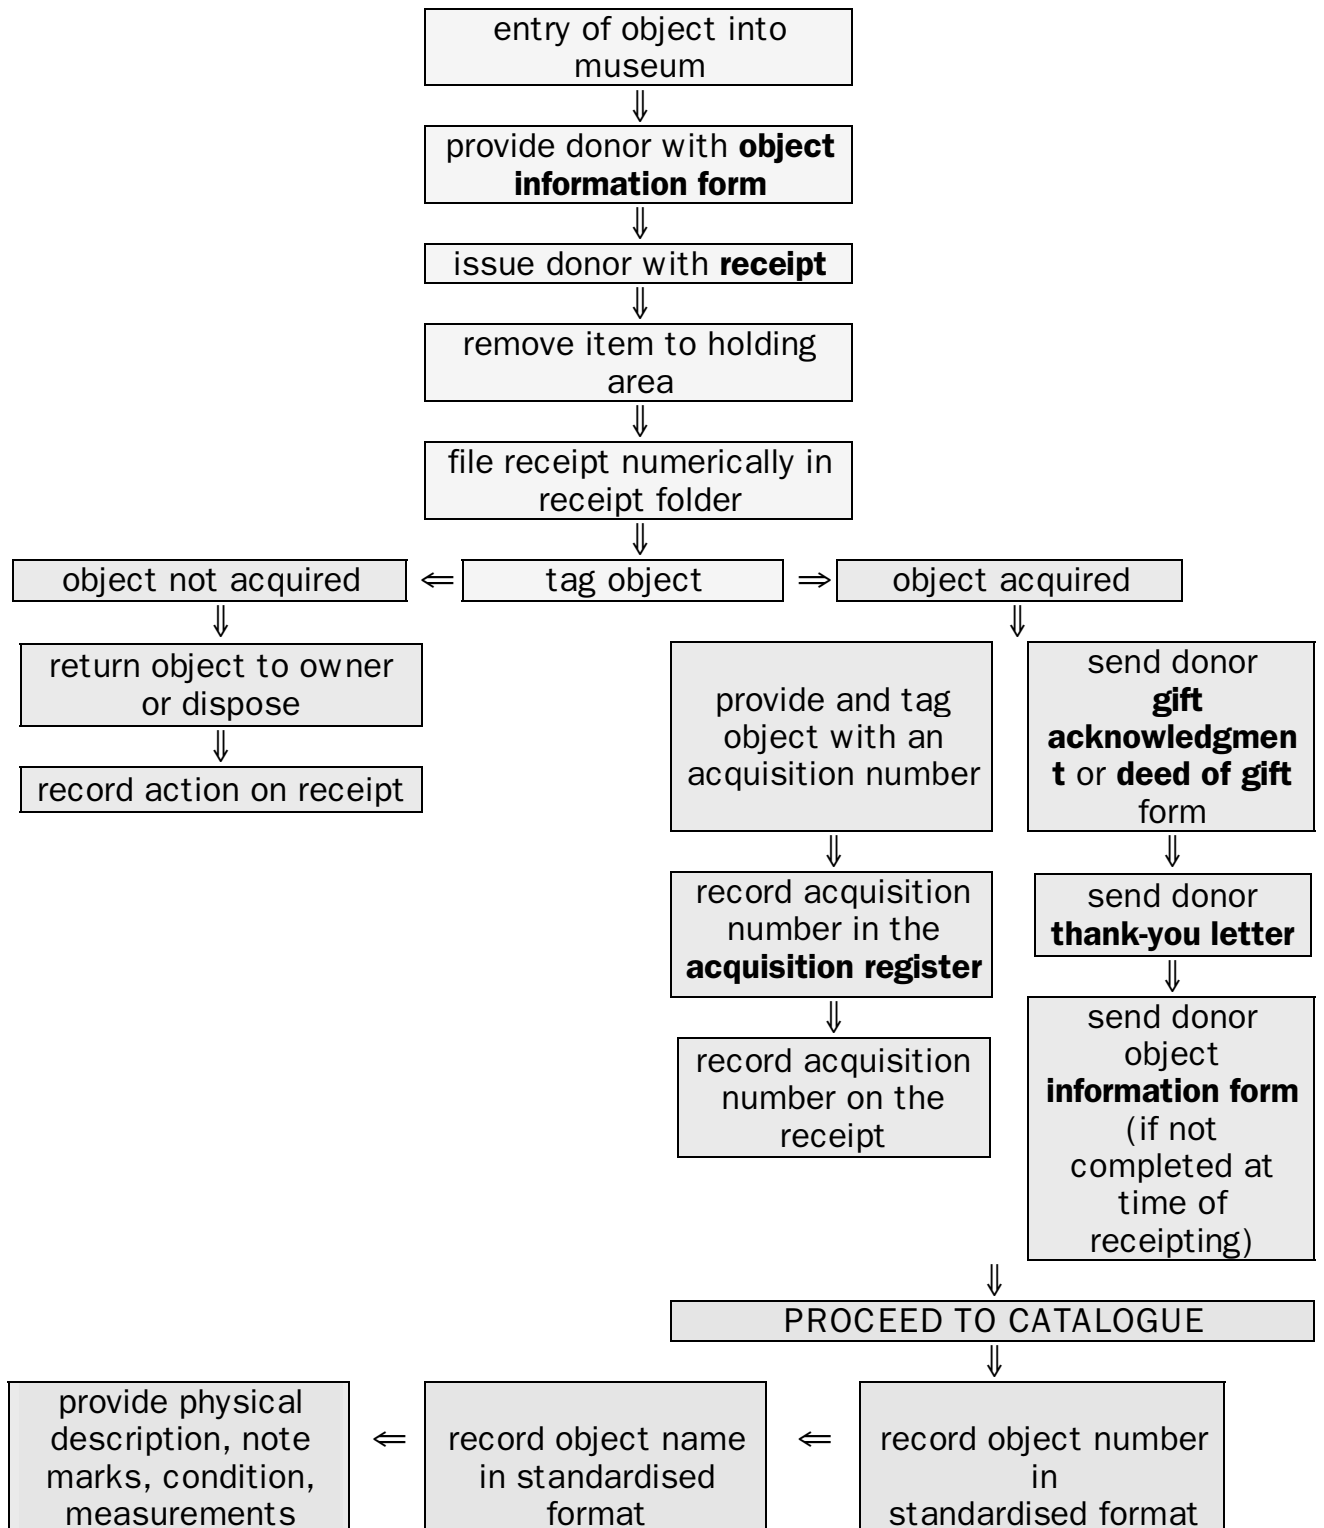 entry of object into
museum
provide donor with object
information form
issue donor with receipt
remove item to holding
area
file receipt numerically in
receipt folder
object not acquired
tag object
object acquired
return object to owner
or dispose
record action on receipt
provide and tag
object with an
acquisition number
record acquisition
number in the
acquisition register
record acquisition
number on the
receipt
send donor
gift
acknowledgmen
t or deed of gift
form
send donor
thank-you letter
send donor
object
information form
(if not
completed at
time of
receipting)
PROCEED TO CATALOGUE
record object number
in
standardised format
record object name
in standardised
format
provide physical
description, note
marks, condition,
measurements